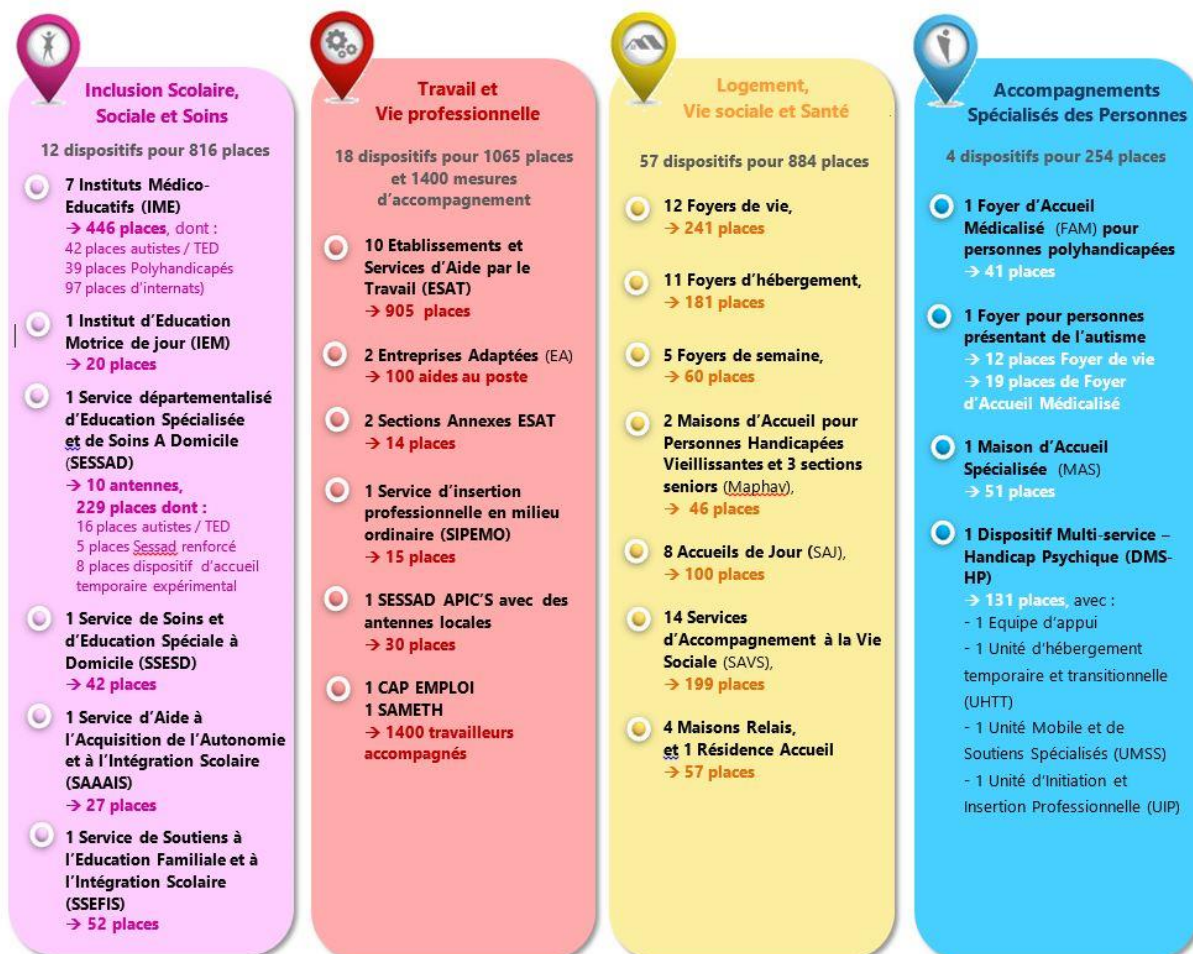 Inclusion Scolaire,
Sociale et Soins
12 dispositifs pour 816 places
7 Instituts Médico-
Educatifs (IME)
→ 446 places, dont :
42 places autistes / TED
39 places Polyhandicapés
97 places d'internats)
1 Institut d'Education
Motrice de jour (IEM)
→ 20 places
1 Service départementalisé
d'Education Spécialisée
et de Soins A Domicile
(SESSAD)
→ 10 antennes,
229 places dont :
16 places autistes / TED
5 places Sessad renforcé
8 places dispositif d'accueil
temporaire expérimental
1 Service de Soins et
d'Education Spéciale à
Domicile (SSESD)
→ 42 places
1 Service d'Aide à
l'Acquisition de l'Autonomie
et à l'Intégration Scolaire
(SAAAIS)
→ 27 places
1 Service de Soutiens à
l'Education Familiale et à
l'Intégration Scolaire
(SSEFIS)
→ 52 places
Travail et
Vie professionnelle
18 dispositifs pour 1065 places
et 1400 mesures
d'accompagnement
10 Etablissements et
Services d'Aide par le
Travail (ESAT)
→ 905 places
2 Entreprises Adaptées (EA)
→ 100 aides au poste
2 Sections Annexes ESAT
→ 14 places
1 Service d'insertion
professionnelle en milieu
ordinaire (SIPEMO)
→ 15 places
1 SESSAD APIC'S avec des
antennes locales
→ 30 places
1 CAP EMPLOI
1 SAMETH
→ 1400 travailleurs
accompagnés
Logement,
Vie sociale et Santé
57 dispositifs pour 884 places
12 Foyers de vie,
→ 241 places
11 Foyers d'hébergement,
→ 181 places
5 Foyers de semaine,
→ 60 places
2 Maisons d'Accueil pour
Personnes Handicapées
Vieillissantes et 3 sections
seniors (Maphav),
→ 46 places
8 Accueils de Jour (SAJ),
→ 100 places
14 Services
d'Accompagnement à la Vie
Sociale (SAVS),
→ 199 places
4 Maisons Relais,
et 1 Résidence Accueil
→ 57 places
Accompagnements
Spécialisés des Personnes
4 dispositifs pour 254 places
1 Foyer d'Accueil
Médicalisé (FAM) pour
personnes polyhandicapées
→ 41 places
1 Foyer pour personnes
présentant de l'autisme
→ 12 places Foyer de vie
→ 19 places de Foyer
d'Accueil Médicalisé
1 Maison d'Accueil
Spécialisée (MAS)
→ 51 places
1 Dispositif Multi-service –
Handicap Psychique (DMS-
HP)
→ 131 places, avec :
- 1 Equipe d'appui
- 1 Unité d'hébergement
temporaire et transitionnelle
(UHTT)
- 1 Unité Mobile et de
Soutiens Spécialisés (UMSS)
- 1 Unité d'Initiation et
Insertion Professionnelle (UIP)